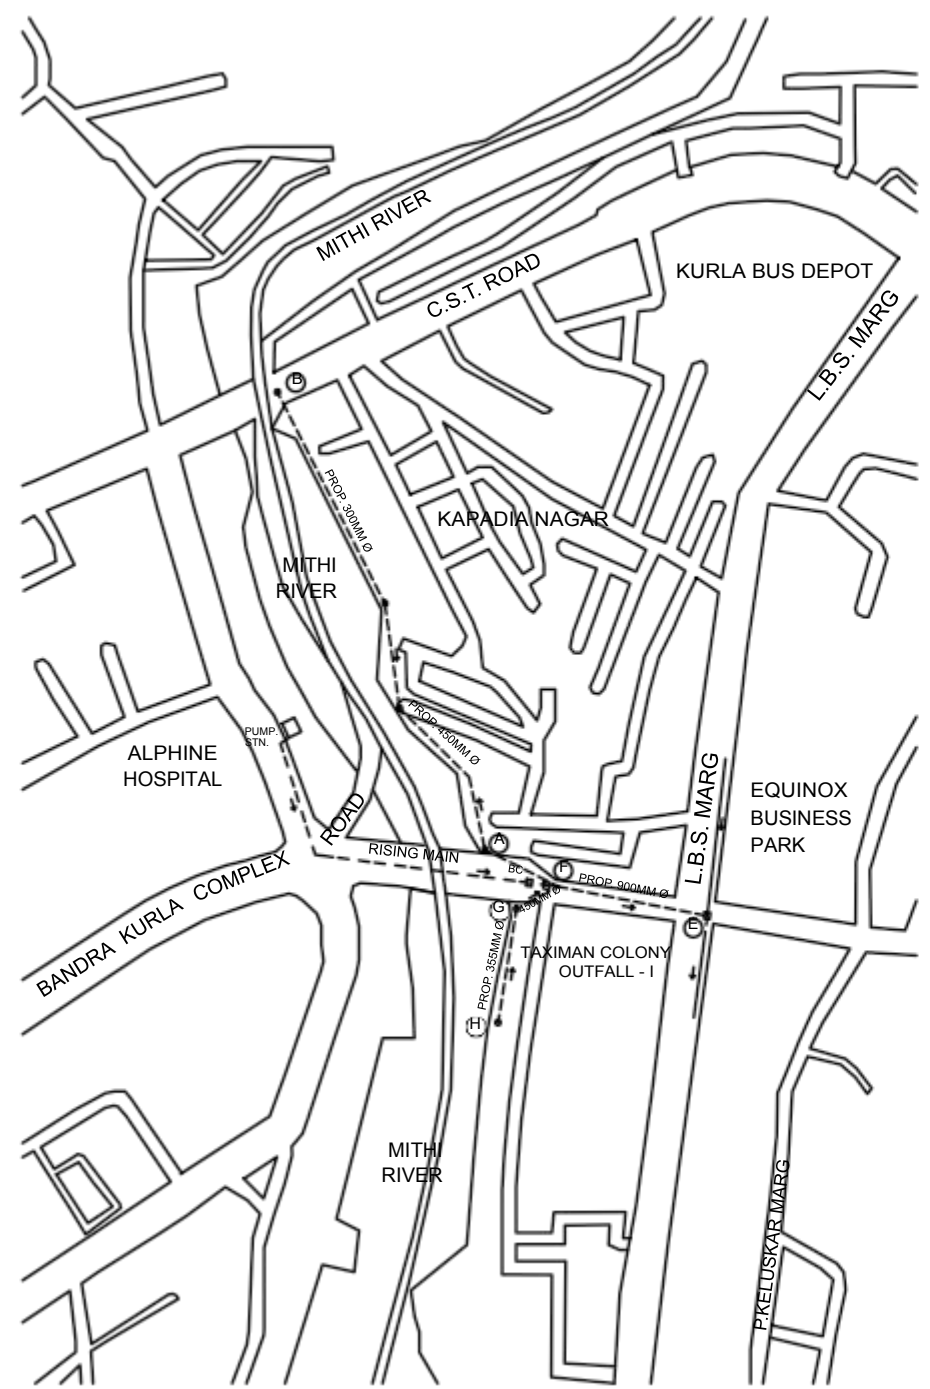 MITHI RIVER
C.S.T. ROAD
KURLA BUS DEPOT
L.B.S. MARG
B
PROP. 300MM Ø
KAPADIA NAGAR
MITHI
RIVER
PROP. 450MM Ø
PUMP.
STN.
ALPHINE
HOSPITAL
L.B.S. MARG
EQUINOX
BUSINESS
PARK
ROAD
A
RISING MAIN
BC
F
PROP. 900MM Ø
BANDRA KURLA COMPLEX
450MM Ø
G
E
PROP. 355MM Ø
TAXIMAN COLONY
OUTFALL - I
H
MITHI
RIVER
P.KELUSKAR MARG